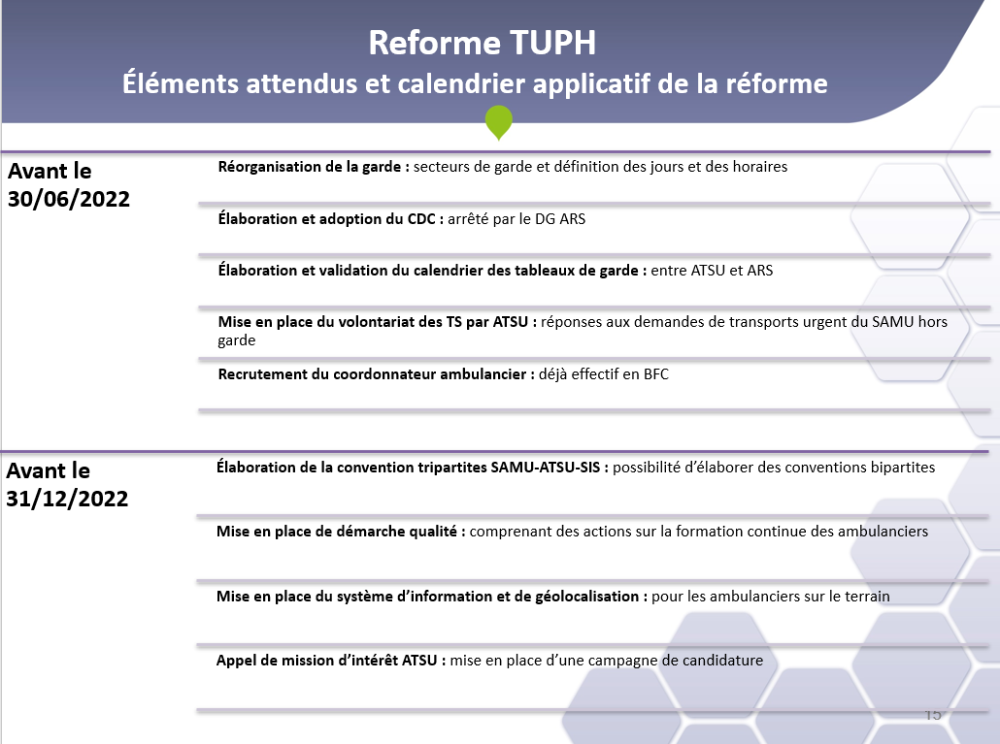 Reforme TUPH
Éléments attendus et calendrier applicatif de la réforme
Avant le
30/06/2022
Réorganisation de la garde : secteurs de garde et définition des jours et des horaires
Élaboration et adoption du CDC : arrêté par le DG ARS
Élaboration et validation du calendrier des tableaux de garde : entre ATSU et ARS
Mise en place du volontariat des TS par ATSU : réponses aux demandes de transports urgent du SAMU hors
garde
Recrutement du coordonnateur ambulancier : déjà effectif en BFC
Avant le
31/12/2022
Élaboration de la convention tripartites SAMU-ATSU-SIS : possibilité d’élaborer des conventions bipartites
Mise en place de démarche qualité : comprenant des actions sur la formation continue des ambulanciers
Mise en place du système d’information et de géolocalisation : pour les ambulanciers sur le terrain
Appel de mission d’intérêt ATSU : mise en place d’une campagne de candidature
15